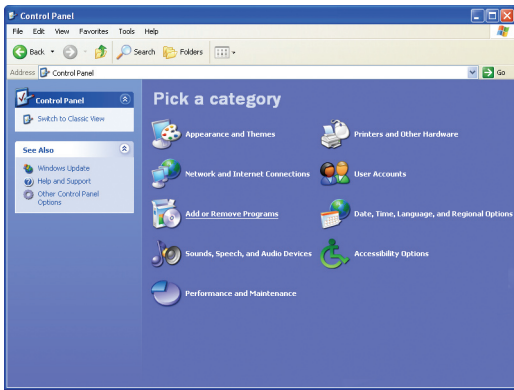 Control Panel
File Edit View Favorites Tools Help
Back Search Folders
Address Control Panel Go
Control Panel
Switch to Classic View
See Also
Windows Update
Help and Support
Other Control Panel
Options
Pick a category
Appearance and Themes
Printers and Other Hardware
Network and Internet Connections
User Accounts
Add or Remove Programs
Date, Time, Language, and Regional Options
Sounds, Speech, and Audio Devices
Accessibility Options
Performance and Maintenance